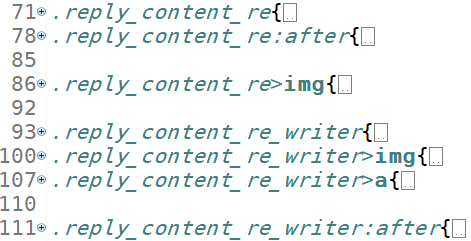 71 .reply_content_re{..
78 .reply_content_re:after{..
85
86 .reply_content_re>img{..
92
93 .reply_content_re_writer{..
100 .reply_content_re_writer>img{..
107 .reply_content_re_writer>a{..
110
111 .reply_content_re_writer:after{..